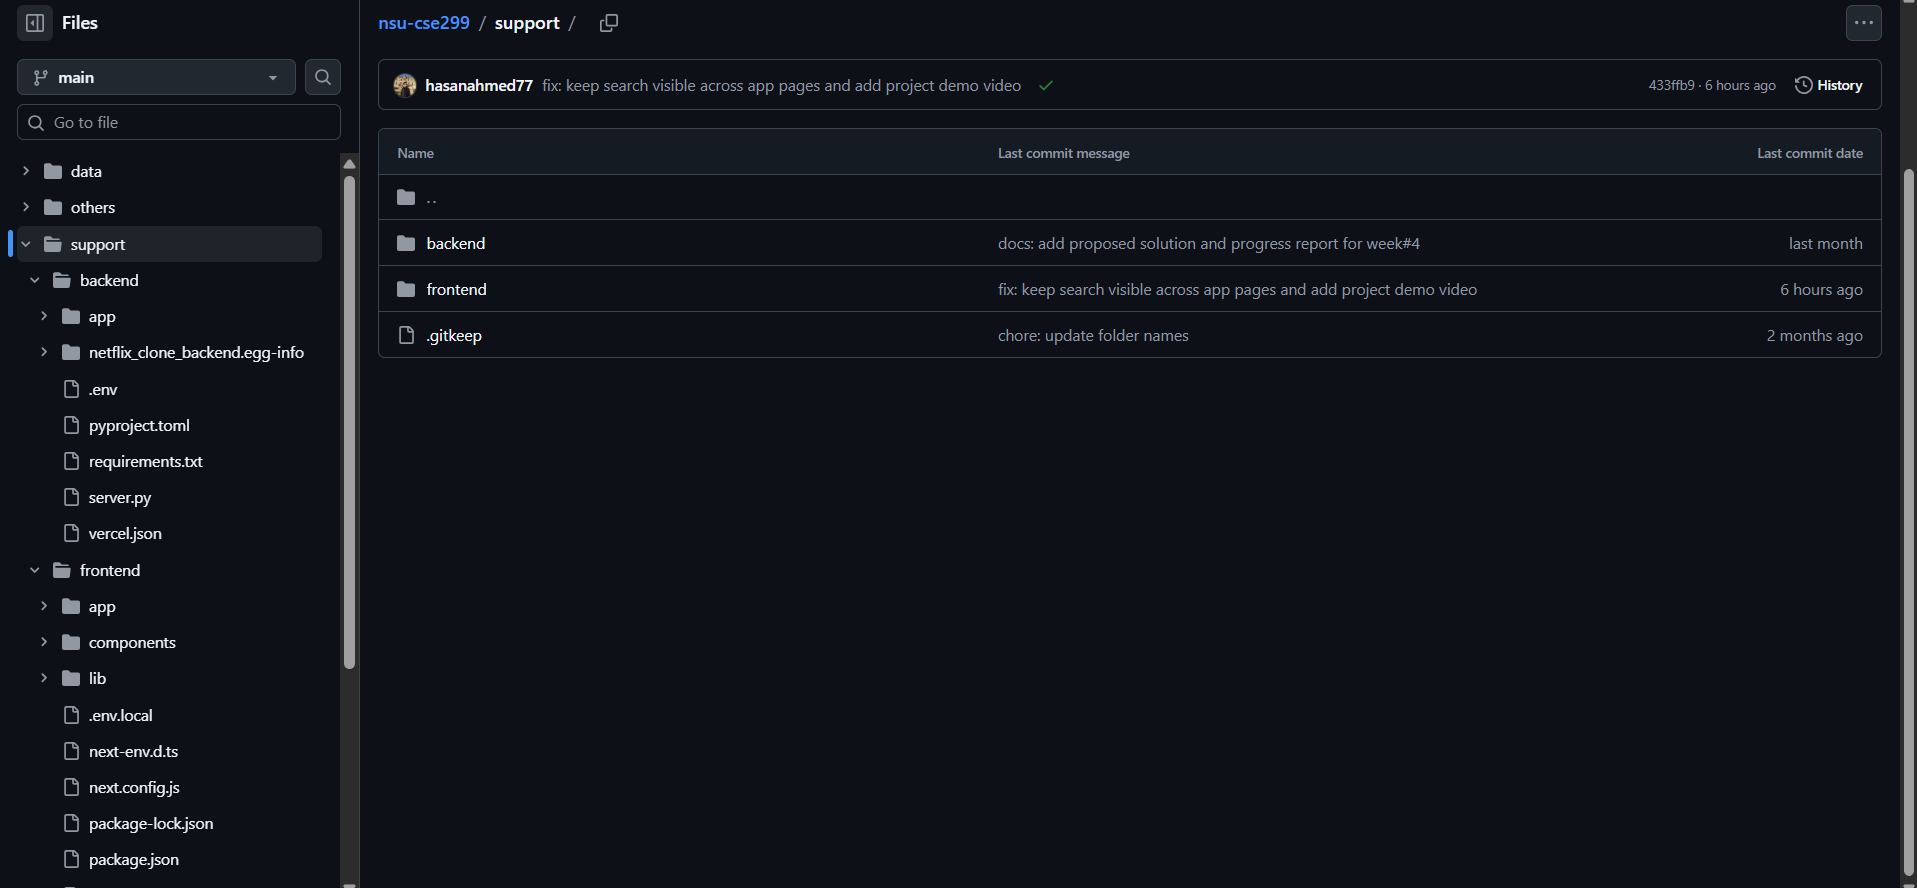 Files
main
Go to file
data
others
support
backend
app
netflix_clone_backend.egg-info
.env
pyproject.toml
requirements.txt
server.py
vercel.json
frontend
app
components
lib
.env.local
next-env.d.ts
next.config.js
package-lock.json
package.json
nsu-cse299 / support /
hasanahmed77 fix: keep search visible across app pages and add project demo video 433ffb9 · 6 hours ago History
Name Last commit message Last commit date
..
backend docs: add proposed solution and progress report for week#4 last month
frontend fix: keep search visible across app pages and add project demo video 6 hours ago
.gitkeep chore: update folder names 2 months ago